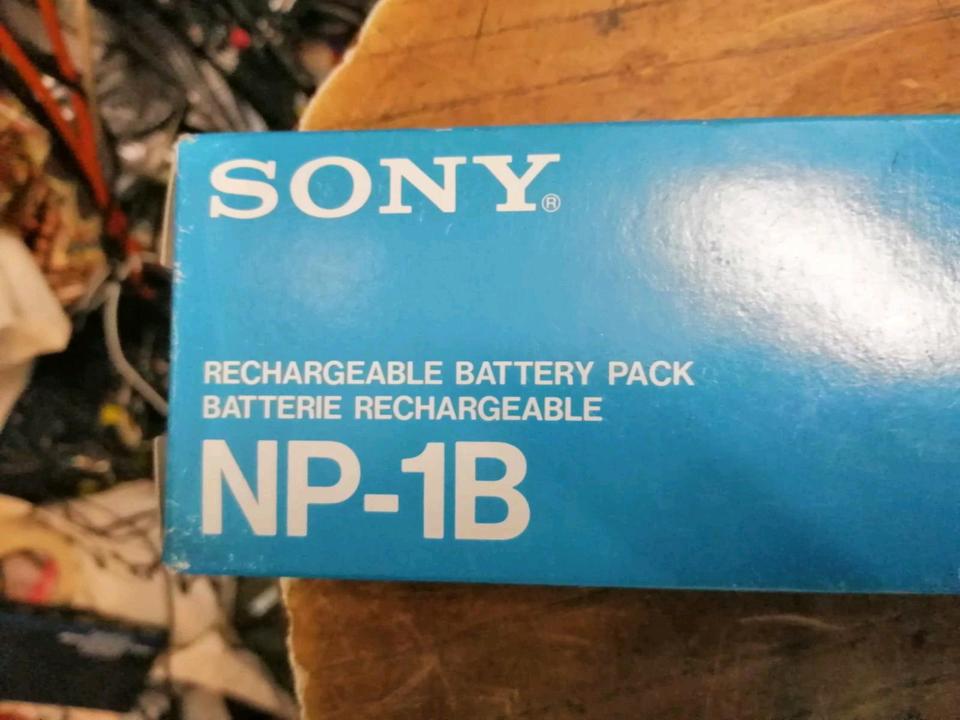 SONY®
RECHARGEABLE BATTERY PACK
BATTERIE RECHARGEABLE
NP-1B